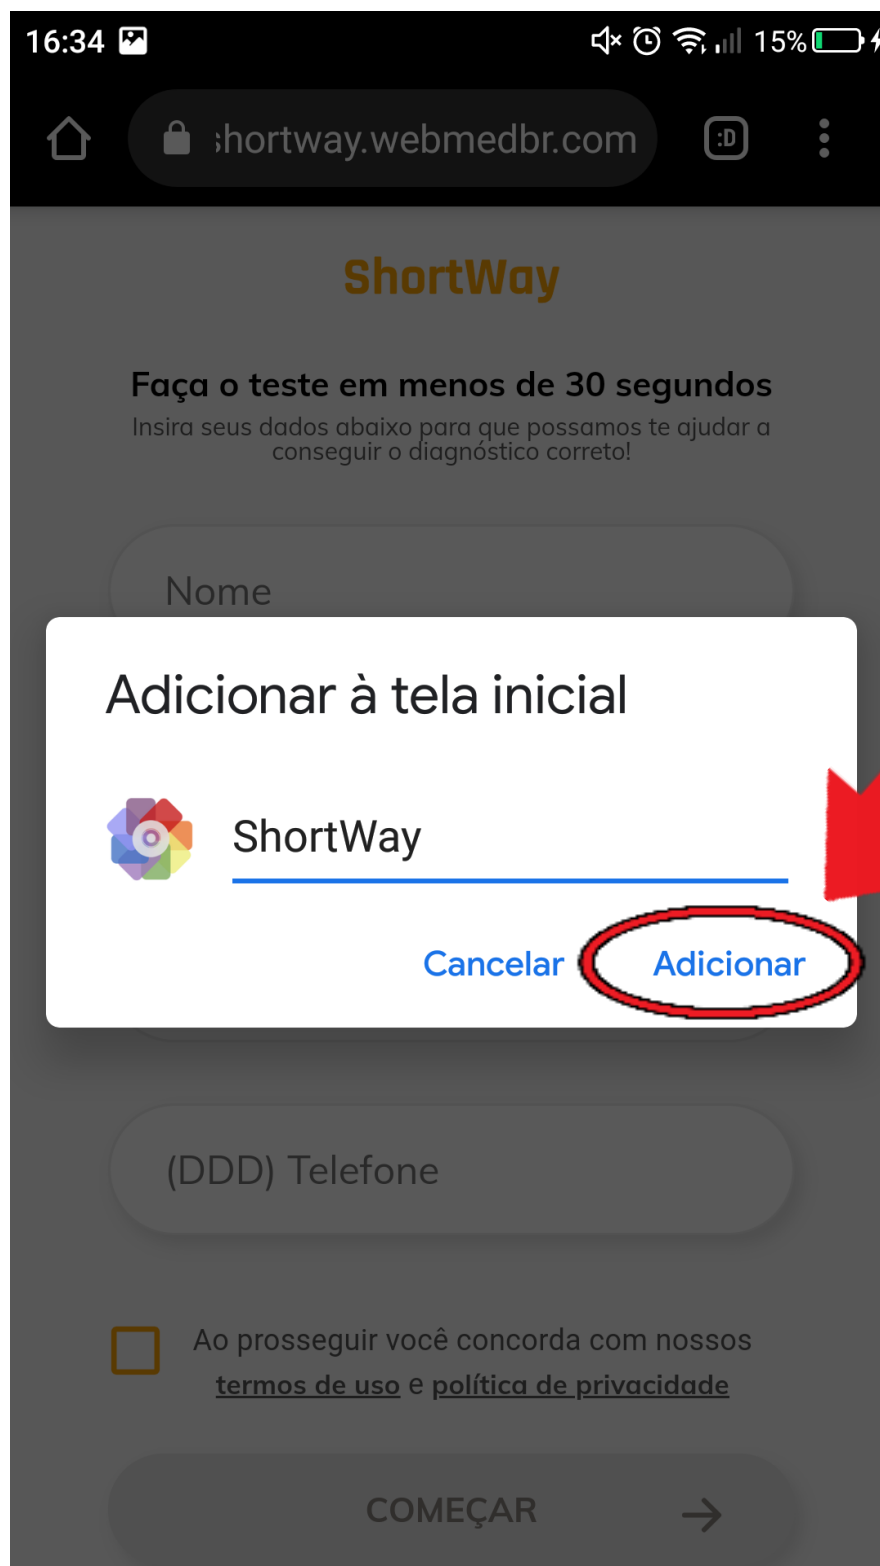 16:34
15%
shortway.webmedbr.com
:D
ShortWay
Faça o teste em menos de 30 segundos
Insira seus dados abaixo para que possamos te ajudar a
conseguir o diagnóstico correto!
Nome
Adicionar à tela inicial
ShortWay
Cancelar Adicionar
(DDD) Telefone
Ao prosseguir você concorda com nossos
termos de uso e política de privacidade
COMEÇAR